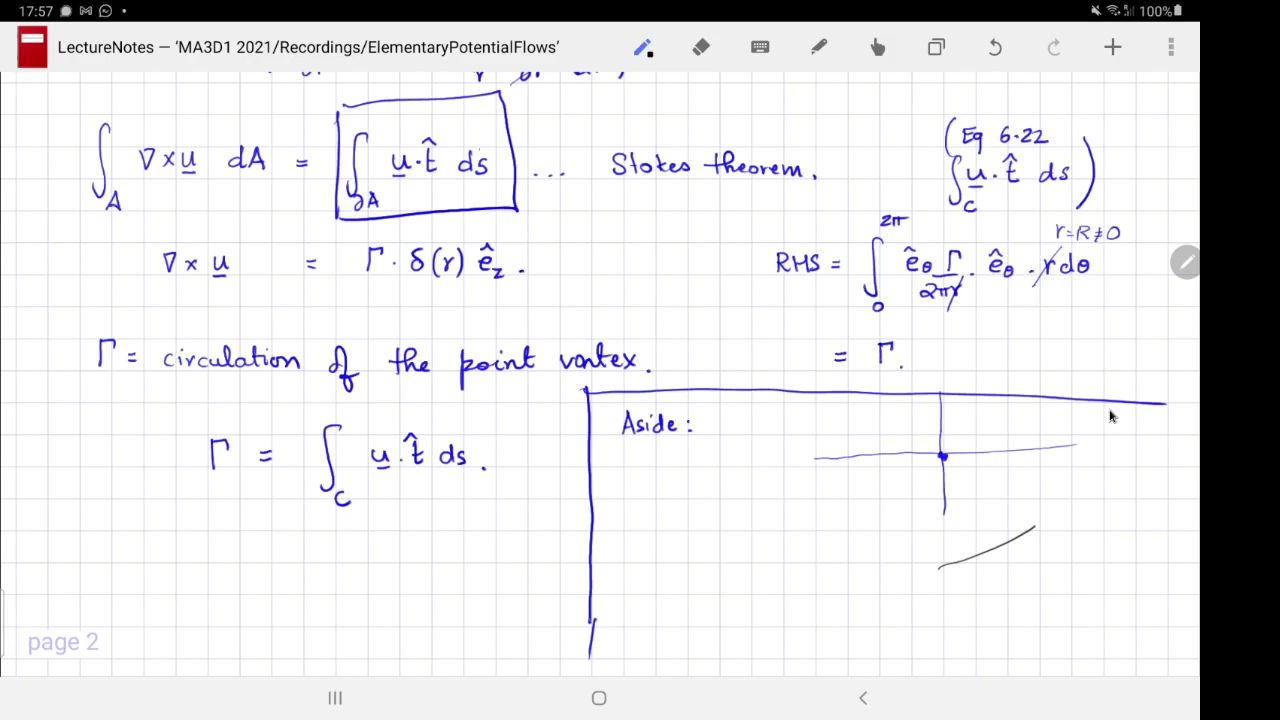 17:57
100%
LectureNotes — ‘MA3D1 2021/Recordings/ElementaryPotentialFlows’
∫_A ∇×u dA = ∫_∂A u·t̂ ds ... Stokes theorem.
(Eq 6.22
∫_C u·t̂ ds)
∇×u = Γ·δ(r) ê_z.
RHS = ∫_0^2π ê_θ Γ/2πr · ê_θ · r dθ
r=R≠0
Γ = circulation of the point vortex.
= Γ.
Γ = ∫_C u·t̂ ds.
Aside:
page 2